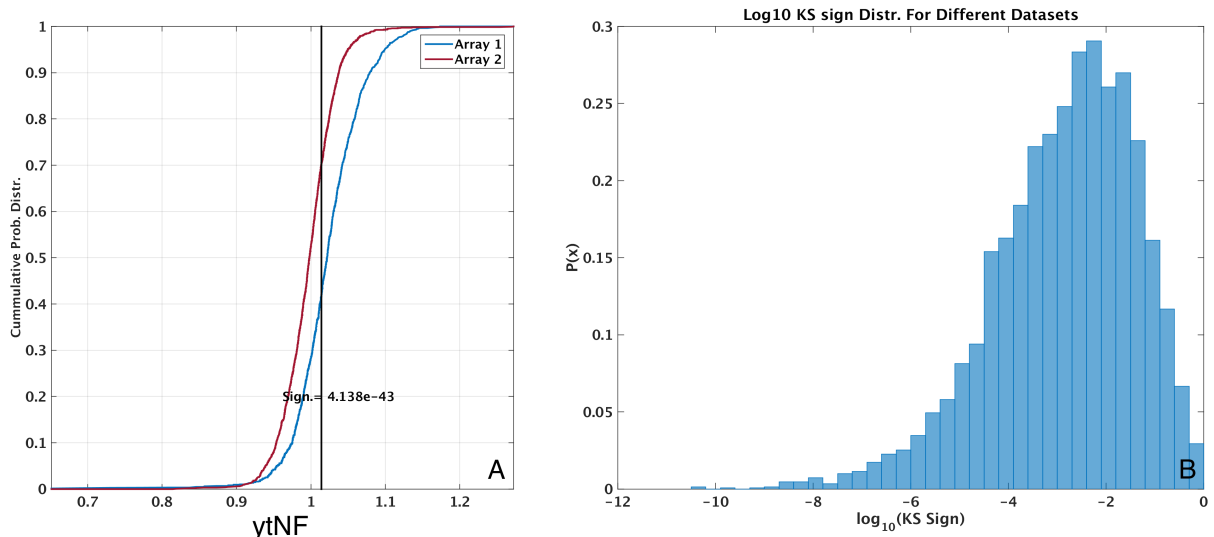 1
0.9
0.8
0.7
0.6
0.5
0.4
0.3
0.2
0.1
0
Cummulative Prob. Distr.
Array 1
Array 2
Sign.= 4.138e-43
A
0.7 0.8 0.9 1 1.1 1.2
ytNF
Log10 KS sign Distr. For Different Datasets
0.3
0.25
0.2
0.15
0.1
0.05
0
P(x)
B
-12 -10 -8 -6 -4 -2 0
log10(KS Sign)